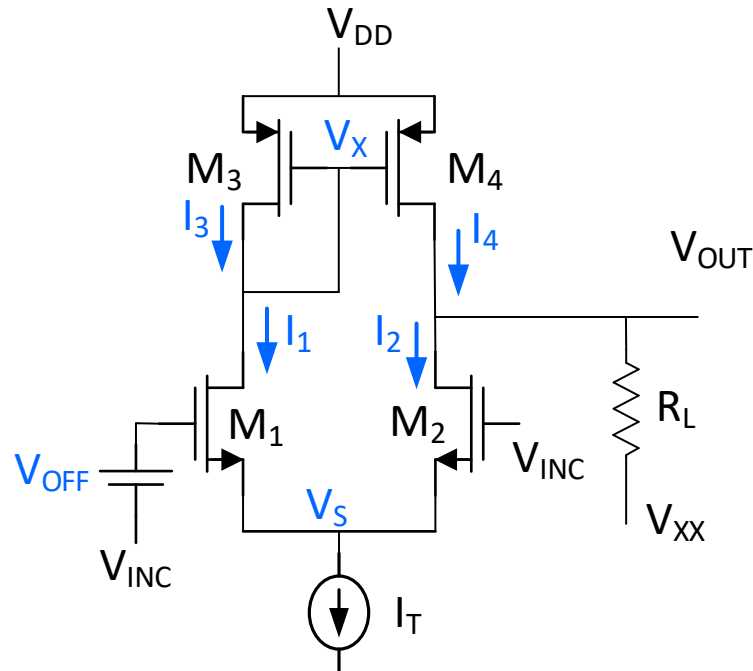 V_DD
M_3
V_X
M_4
I_3
I_4
V_OUT
I_1
I_2
M_1
M_2
R_L
V_OFF
V_INC
V_S
V_XX
V_INC
I_T